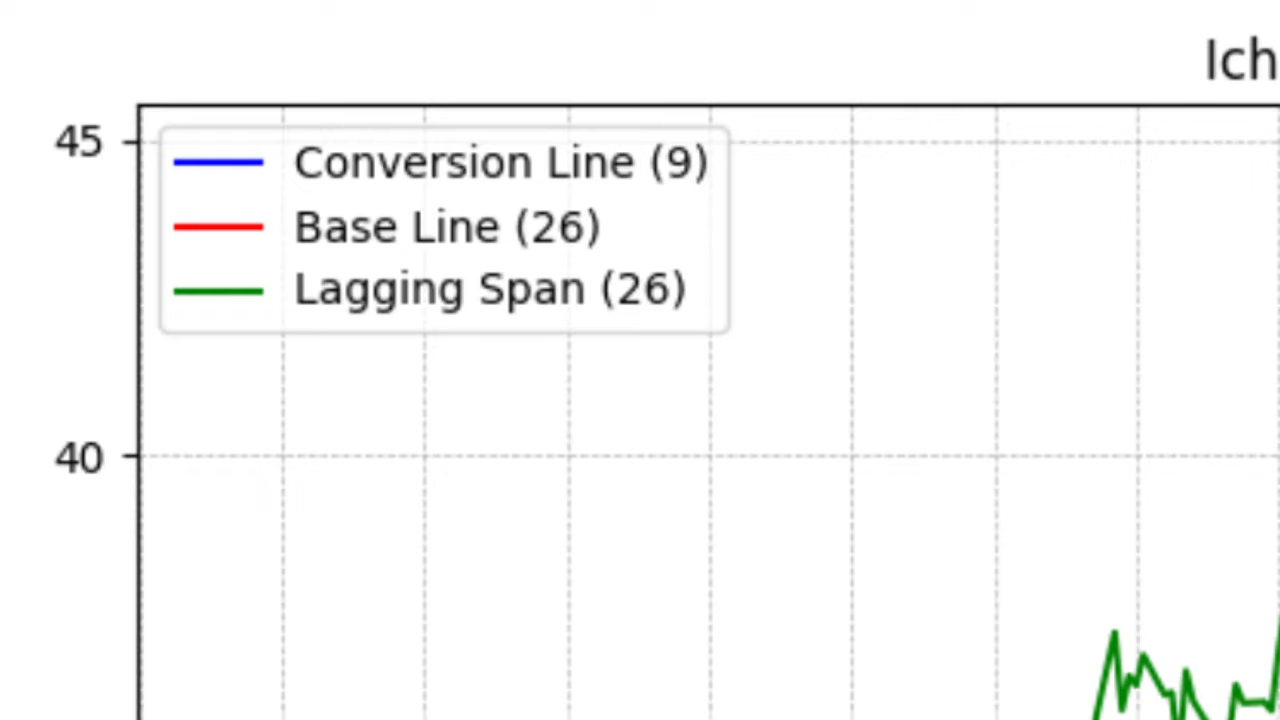 Ich
45
Conversion Line (9)
Base Line (26)
Lagging Span (26)
40